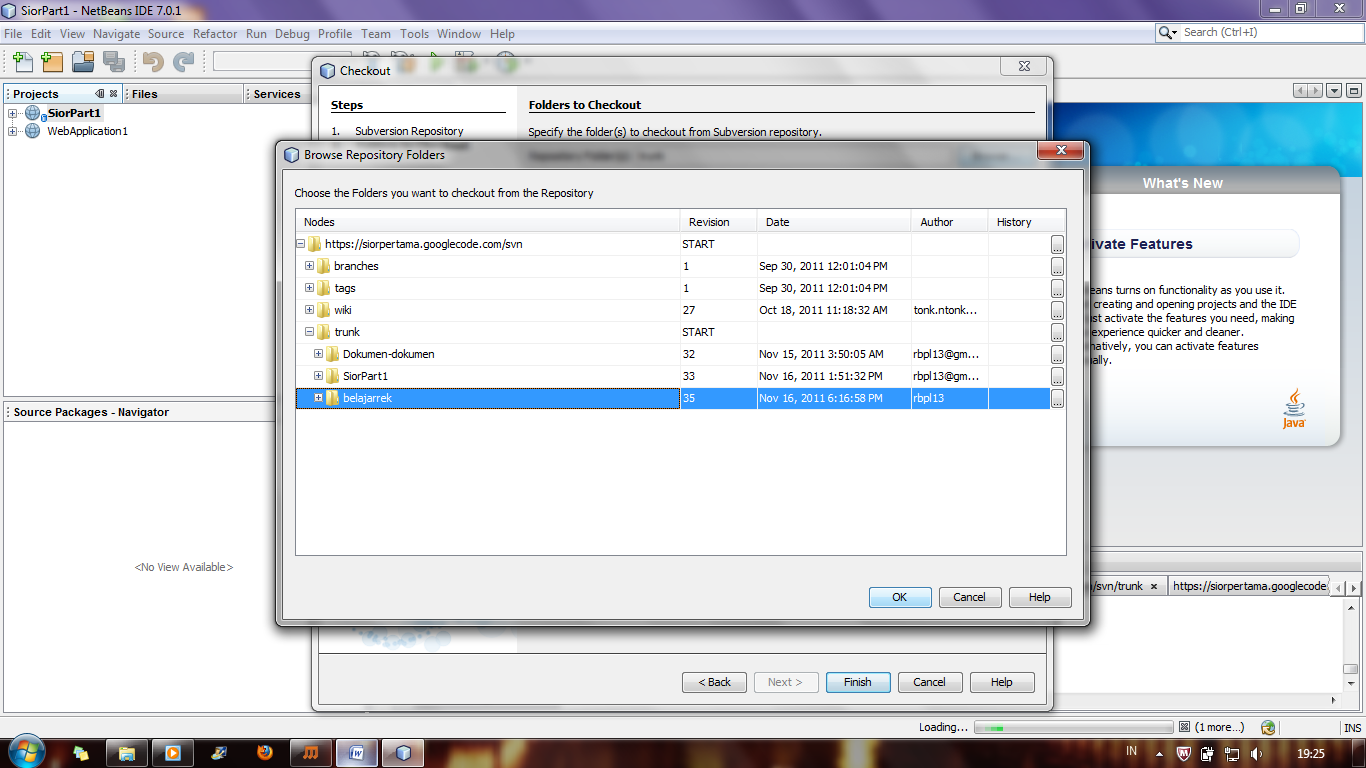 SiorPart1 - NetBeans IDE 7.0.1
File Edit View Navigate Source Refactor Run Debug Profile Team Tools Window Help
Search (Ctrl+I)
Projects Files Services
SiorPart1
WebApplication1
Checkout
Steps
1. Subversion Repository
Folders to Checkout
Specify the folder(s) to checkout from Subversion repository.
Browse Repository Folders
Choose the Folders you want to checkout from the Repository
Nodes Revision Date Author History
https://siorpertama.googlecode.com/svn START ...
branches 1 Sep 30, 2011 12:01:04 PM ...
tags 1 Sep 30, 2011 12:01:04 PM ...
wiki 27 Oct 18, 2011 11:18:32 AM tonk.ntonk... ...
trunk START ...
Dokumen-dokumen 32 Nov 15, 2011 3:50:05 AM rbpl13@gm... ...
SiorPart1 33 Nov 16, 2011 1:51:32 PM rbpl13@gm... ...
belajarrek 35 Nov 16, 2011 6:16:58 PM rbpl13 ...
OK Cancel Help
Source Packages - Navigator
<No View Available>
What's New
ivate Features
eans turns on functionality as you use it.
creating and opening projects and the IDE
st activate the features you need, making
experience quicker and cleaner.
natively, you can activate features
ally.
Java
/svn/trunk
https://siorpertama.googlecode
< Back Next > Finish Cancel Help
Loading... (1 more...) INS
IN 19:25